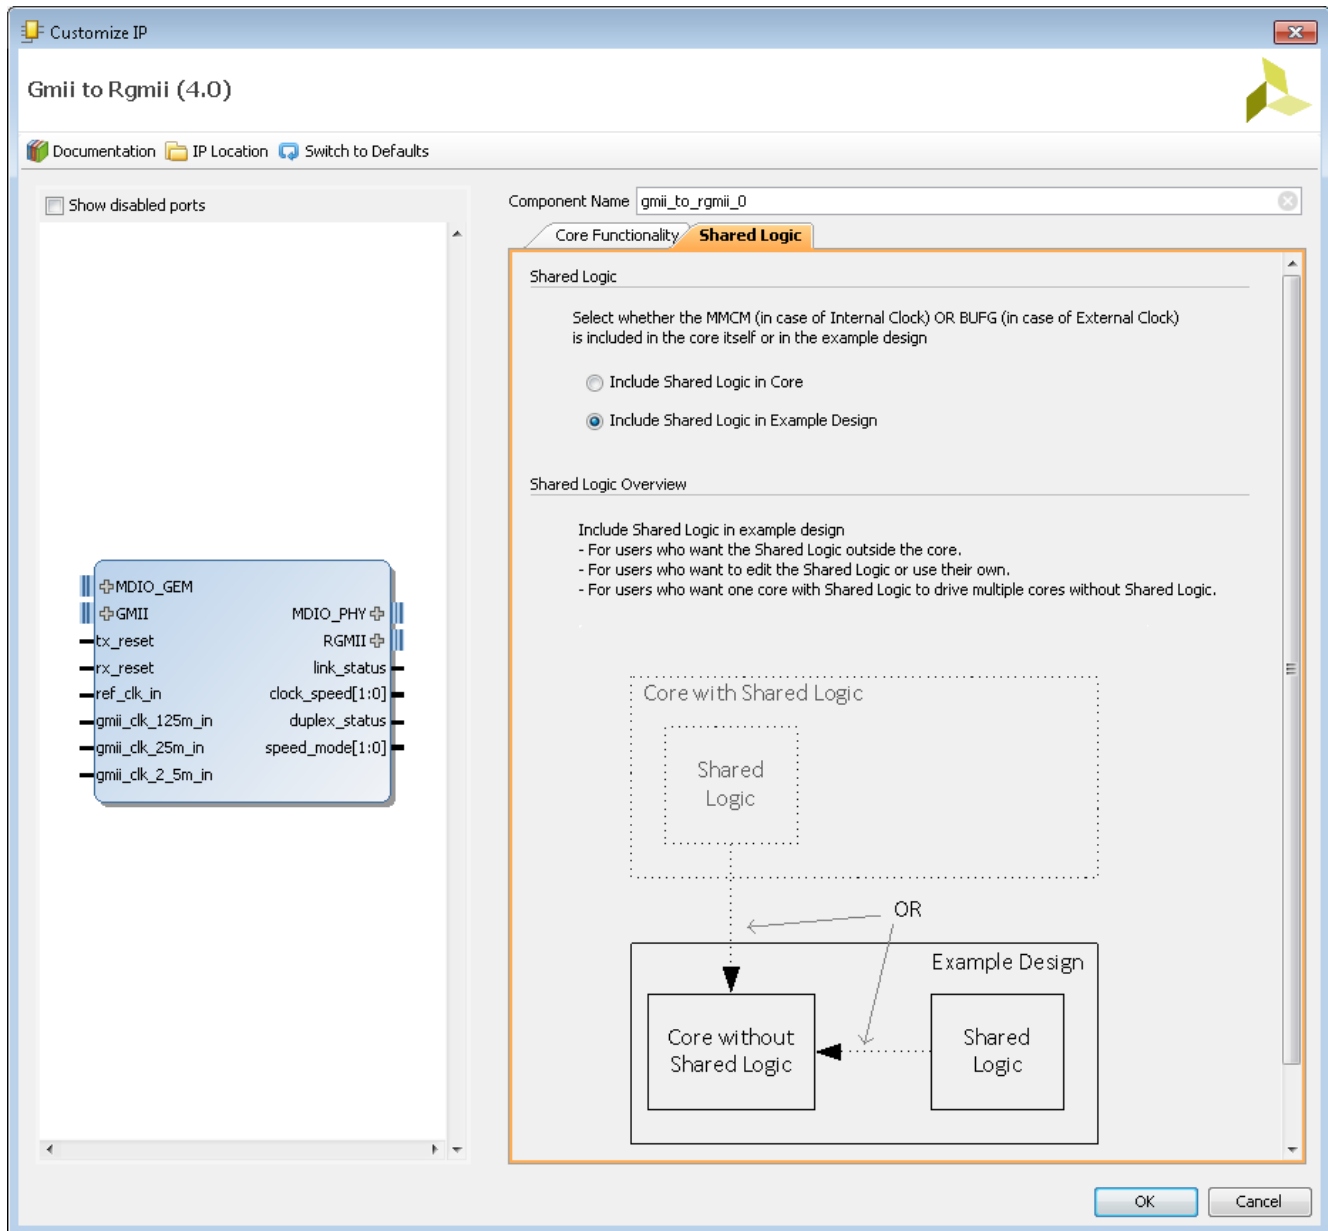 Customize IP
Gmii to Rgmii (4.0)
Documentation IP Location Switch to Defaults
Show disabled ports
MDIO_GEM
GMII
tx_reset
rx_reset
ref_clk_in
gmii_clk_125m_in
gmii_clk_25m_in
gmii_clk_2_5m_in
MDIO_PHY
RGMII
link_status
clock_speed[1:0]
duplex_status
speed_mode[1:0]
Component Name gmii_to_rgmii_0
Core Functionality Shared Logic
Shared Logic
Select whether the MMCM (in case of Internal Clock) OR BUFG (in case of External Clock)
is included in the core itself or in the example design
Include Shared Logic in Core
Include Shared Logic in Example Design
Shared Logic Overview
Include Shared Logic in example design
- For users who want the Shared Logic outside the core.
- For users who want to edit the Shared Logic or use their own.
- For users who want one core with Shared Logic to drive multiple cores without Shared Logic.
Core with Shared Logic
Shared
Logic
OR
Example Design
Core without
Shared Logic
Shared
Logic
OK Cancel